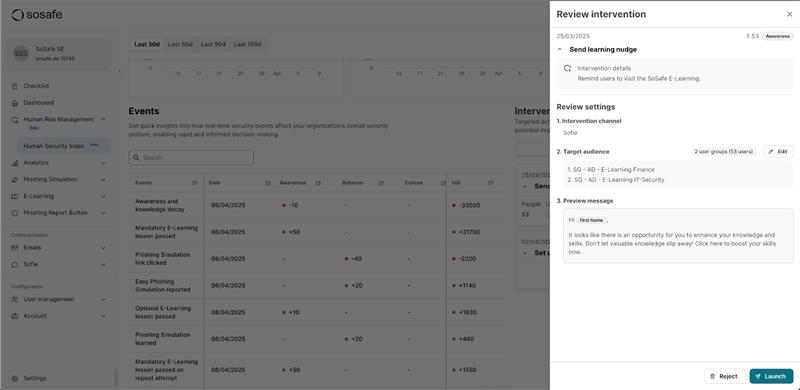 sosafe
SSS
SoSafe SE
sosafe.de 19749
Checklist
Dashboard
Human Risk Management
Beta
Human Security Index Beta
Analytics
Phishing Simulation
E-Learning
Phishing Report Button
Communication
Emails
Sofie
Configuration
User management
Account
Settings
Last 30d Last 60d Last 90d Last 180d
0
13 17 21 25 29 Apr 5 9
Events
Get quick insights into how real-time security events affect your organization's overall security
posture, enabling rapid and informed decision-making.
Search
Events Date Awareness Behavior Culture HSI
Awareness and knowledge decay 09/04/2025 -10 - - -33500
Mandatory E-Learning lesson passed 09/04/2025 +50 - - +31700
Phishing Simulation link clicked 08/04/2025 - -40 - -2200
Easy Phishing Simulation reported 08/04/2025 - +20 - +1140
Optional E-Learning lesson passed 08/04/2025 +10 - - +1630
Phishing Simulation learned 08/04/2025 - +20 - +460
Mandatory E-Learning lesson passed on repeat attempt 08/04/2025 +50 - - +1550
Targeted
potential
25/03/
Send
People
53
02/04/
Set u
Review intervention
25/03/2025 53 Awareness
Send learning nudge
Intervention details
Remind users to visit the SoSafe E-Learning.
Review settings
1. Intervention channel
Sofie
2. Target audience 2 user groups (53 users) Edit
1. SG - AD - E-Learning Finance
2. SG - AD - E-Learning IT-Security
3. Preview message
Hi First Name ,
It looks like there is an opportunity for you to enhance your knowledge and
skills. Don't let valuable knowledge slip away! Click here to boost your skills
now.
Reject Launch